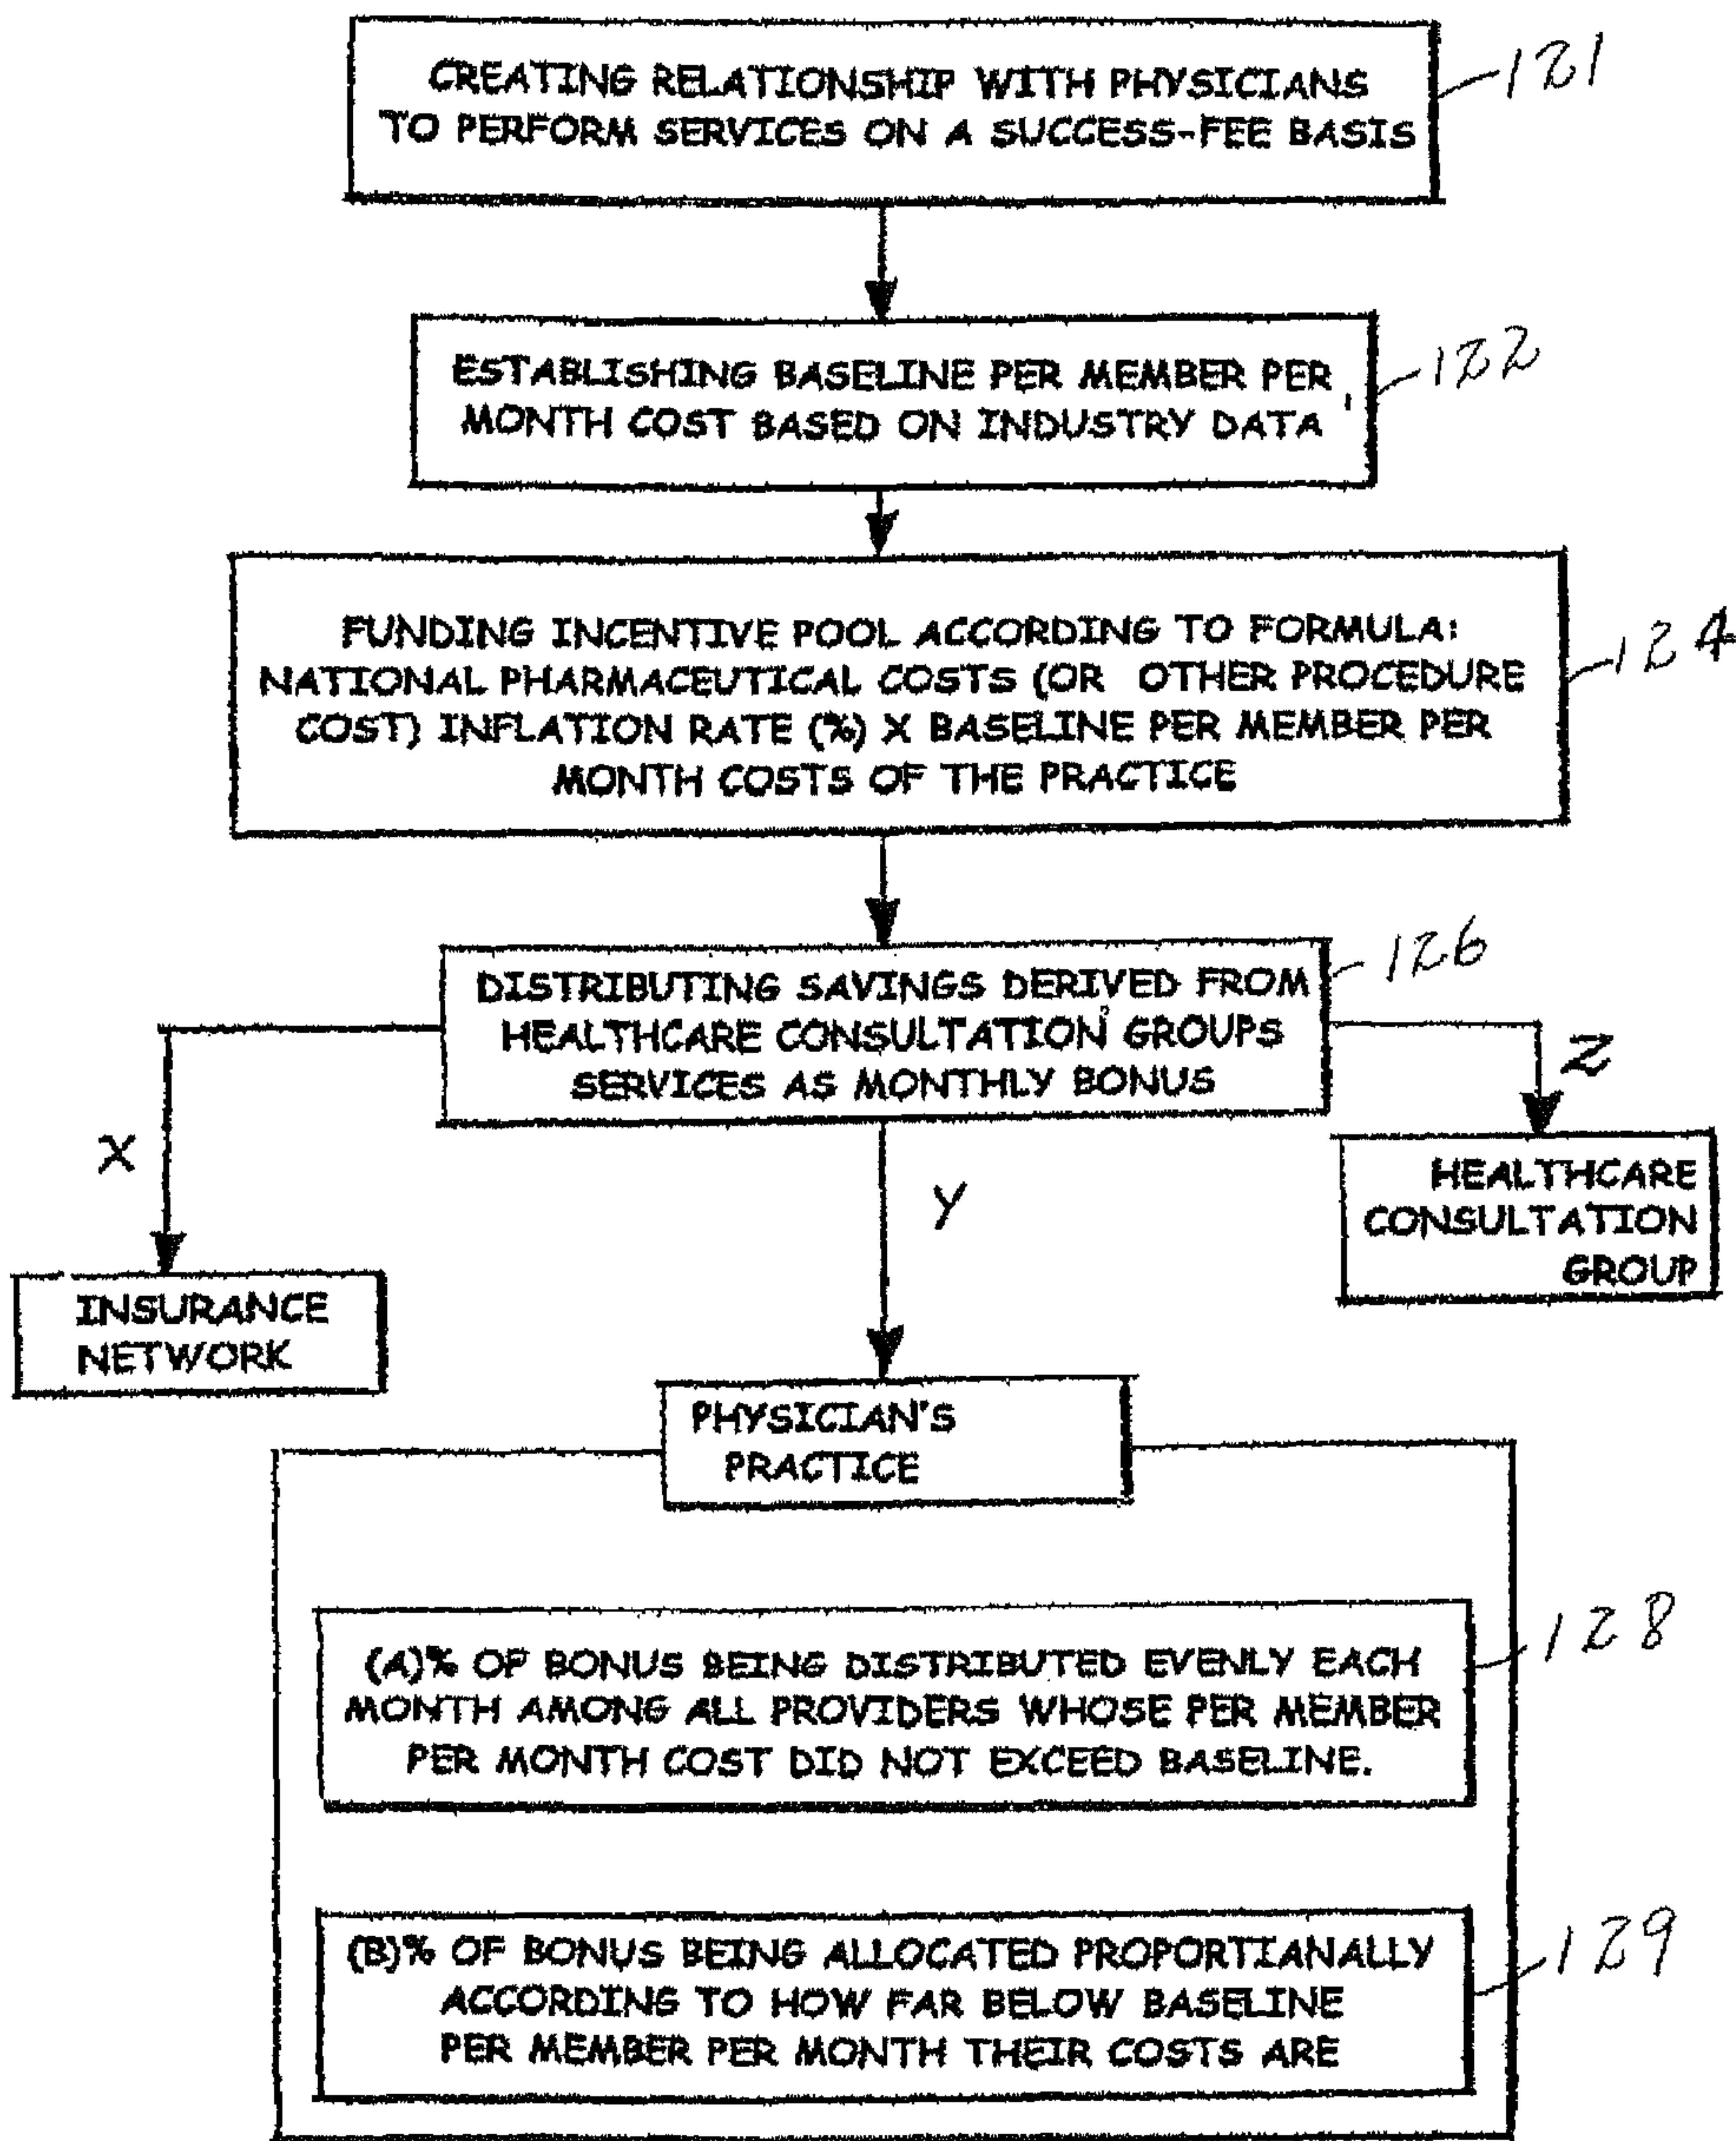 CREATING RELATIONSHIP WITH PHYSICIANS
TO PERFORM SERVICES ON A SUCCESS-FEE BASIS
121
ESTABLISHING BASELINE PER MEMBER PER
MONTH COST BASED ON INDUSTRY DATA
122
FUNDING INCENTIVE POOL ACCORDING TO FORMULA:
NATIONAL PHARMACEUTICAL COSTS (OR OTHER PROCEDURE
COST) INFLATION RATE (%) X BASELINE PER MEMBER PER
MONTH COSTS OF THE PRACTICE
124
DISTRIBUTING SAVINGS DERIVED FROM
HEALTHCARE CONSULTATION GROUPS
SERVICES AS MONTHLY BONUS
126
X
Y
Z
INSURANCE
NETWORK
HEALTHCARE
CONSULTATION
GROUP
PHYSICIAN'S
PRACTICE
(A)% OF BONUS BEING DISTRIBUTED EVENLY EACH
MONTH AMONG ALL PROVIDERS WHOSE PER MEMBER
PER MONTH COST DID NOT EXCEED BASELINE.
128
(B)% OF BONUS BEING ALLOCATED PROPORTIANALLY
ACCORDING TO HOW FAR BELOW BASELINE
PER MEMBER PER MONTH THEIR COSTS ARE
129